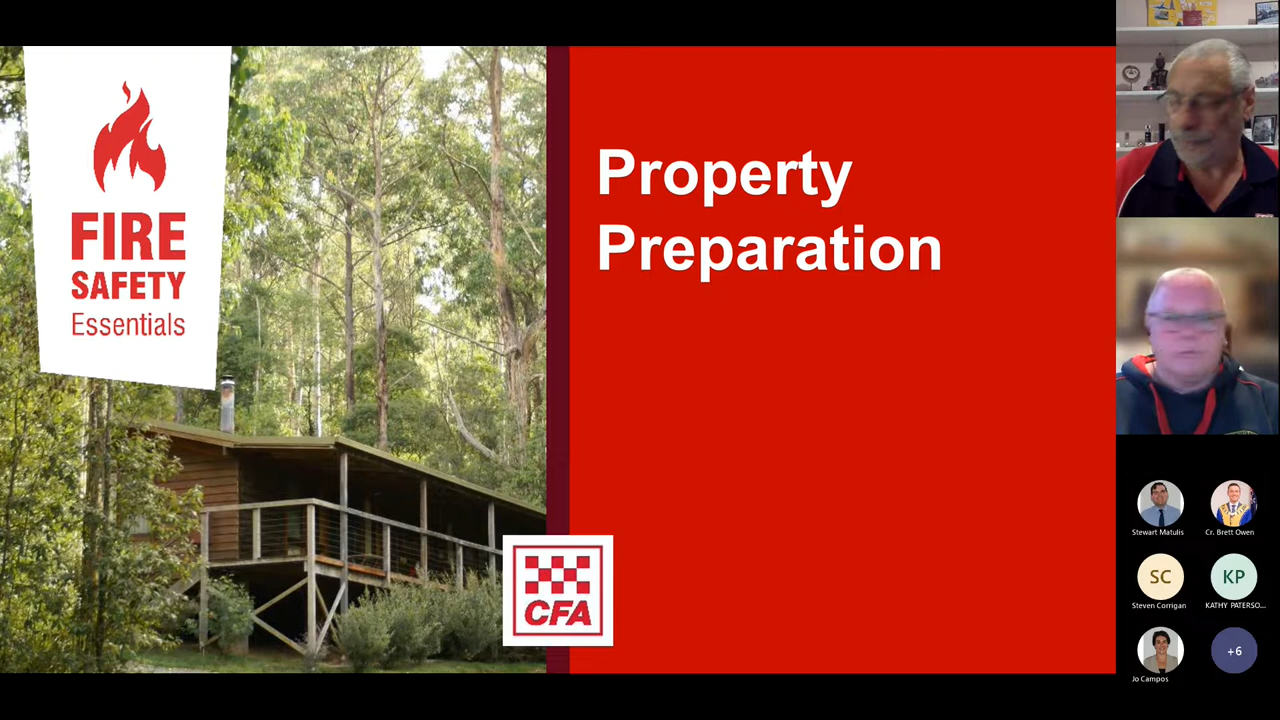 FIRE
SAFETY
Essentials
Property
Preparation
CFA
Stewart Matulis
Cr. Brett Owen
SC
KP
Steven Corrigan
KATHY PATERSO...
Jo Campos
+6